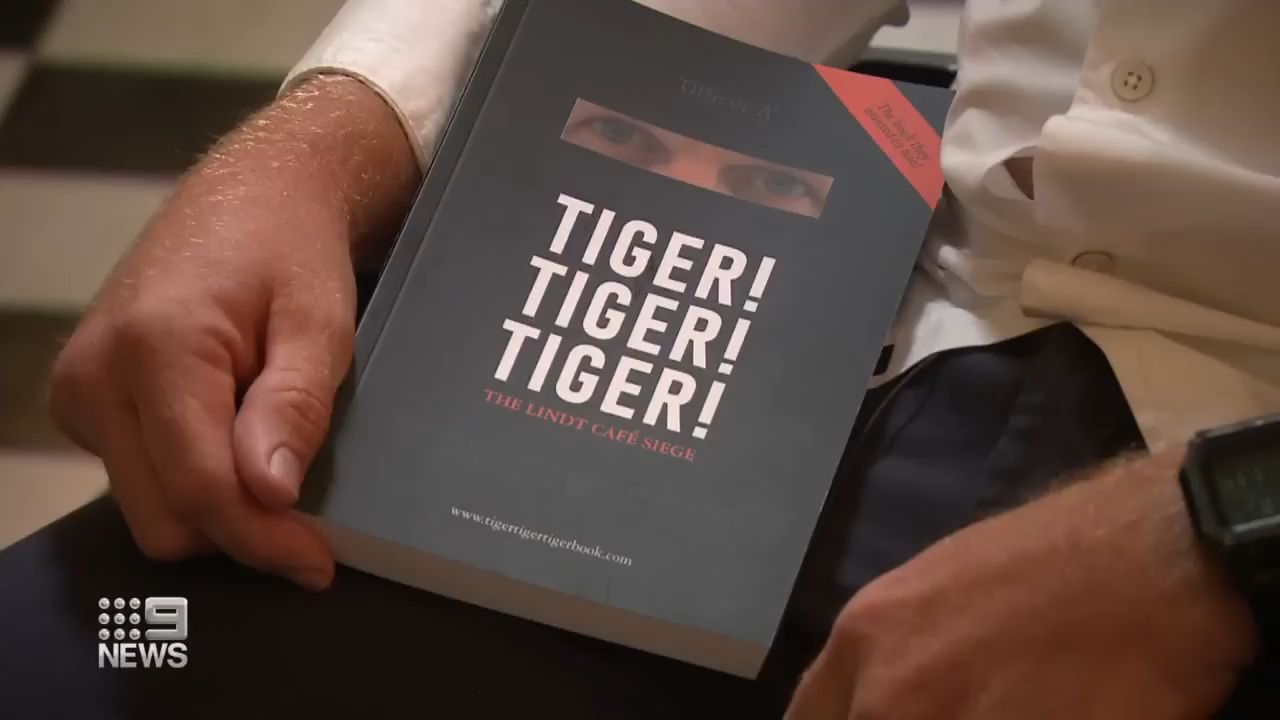 'Officer A'
The book they
wanted to ban!
TIGER!
TIGER!
TIGER!
THE LINDT CAFÉ SIEGE
www.tigertigertigerbook.com
9
NEWS